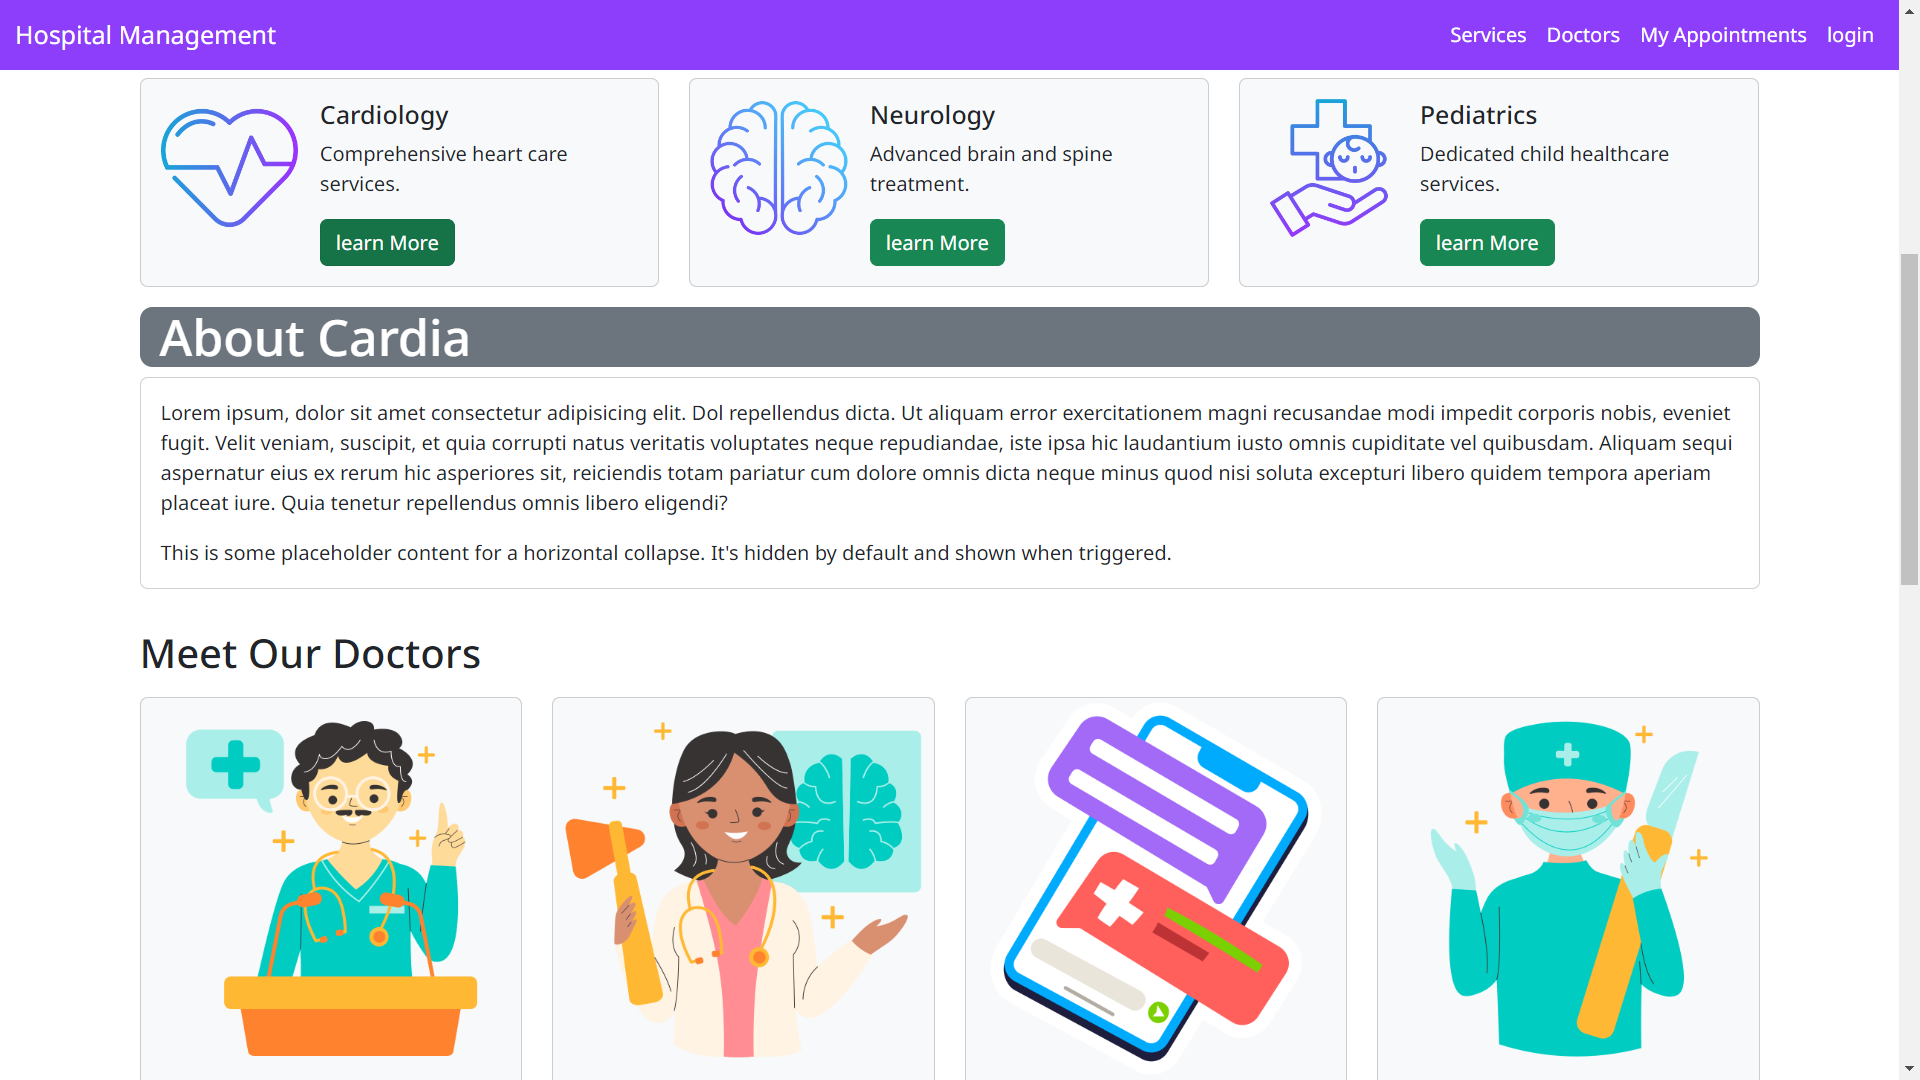 Hospital Management
Services
Doctors
My Appointments
login
Cardiology
Comprehensive heart care
services.
learn More
Neurology
Advanced brain and spine
treatment.
learn More
Pediatrics
Dedicated child healthcare
services.
learn More
About Cardia
Lorem ipsum, dolor sit amet consectetur adipisicing elit. Dol repellendus dicta. Ut aliquam error exercitationem magni recusandae modi impedit corporis nobis, eveniet
fugit. Velit veniam, suscipit, et quia corrupti natus veritatis voluptates neque repudiandae, iste ipsa hic laudantium iusto omnis cupiditate vel quibusdam. Aliquam sequi
aspernatur eius ex rerum hic asperiores sit, reiciendis totam pariatur cum dolore omnis dicta neque minus quod nisi soluta excepturi libero quidem tempora aperiam
placeat iure. Quia tenetur repellendus omnis libero eligendi?
This is some placeholder content for a horizontal collapse. It's hidden by default and shown when triggered.
Meet Our Doctors